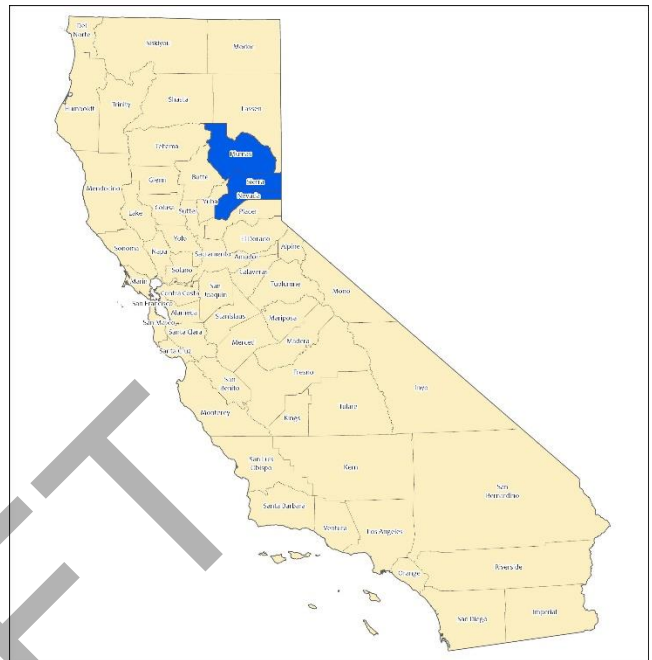 Del
Norte
Siskiyou
Modoc
Humboldt
Trinity
Shasta
Lassen
Tehama
Plumas
Mendocino
Glenn
Butte
Sierra
Nevada
Lake
Colusa
Sutter
Yuba
Placer
Sonoma
Napa
Yolo
El Dorado
Sacramento
Amador
Alpine
Solano
Calaveras
Marin
Contra Costa
San
Joaquin
Tuolumne
Mono
San Francisco
Alameda
San Mateo
Stanislaus
Mariposa
Santa Clara
Merced
Madera
Santa Cruz
San
Benito
Fresno
Inyo
Monterey
Kings
Tulare
San Luis
Obispo
Kern
San
Bernardino
Santa Barbara
Ventura
Los Angeles
Orange
Riverside
San Diego
Imperial
FT